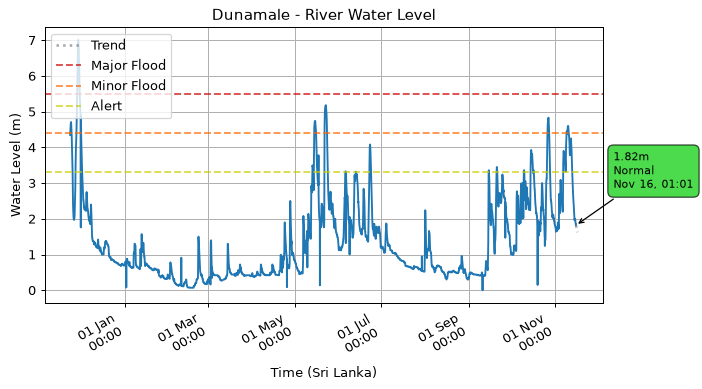 Dunamale - River Water Level
Trend
Major Flood
Minor Flood
Alert
7
6
5
4
3
2
1
0
Water Level (m)
1.82m
Normal
Nov 16, 01:01
01 Jan
00:00
01 Mar
00:00
01 May
00:00
01 Jul
00:00
01 Sep
00:00
01 Nov
00:00
Time (Sri Lanka)